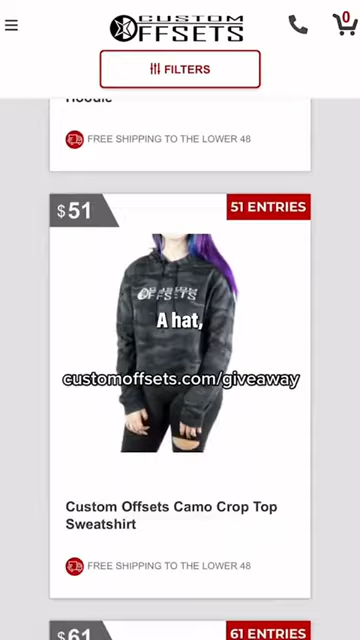 CUSTOM
OFFSETS
0
FILTERS
Hoodie
FREE SHIPPING TO THE LOWER 48
$51
51 ENTRIES
OFFSETS
A hat,
customoffsets.com/giveaway
Custom Offsets Camo Crop Top
Sweatshirt
FREE SHIPPING TO THE LOWER 48
$61
61 ENTRIES